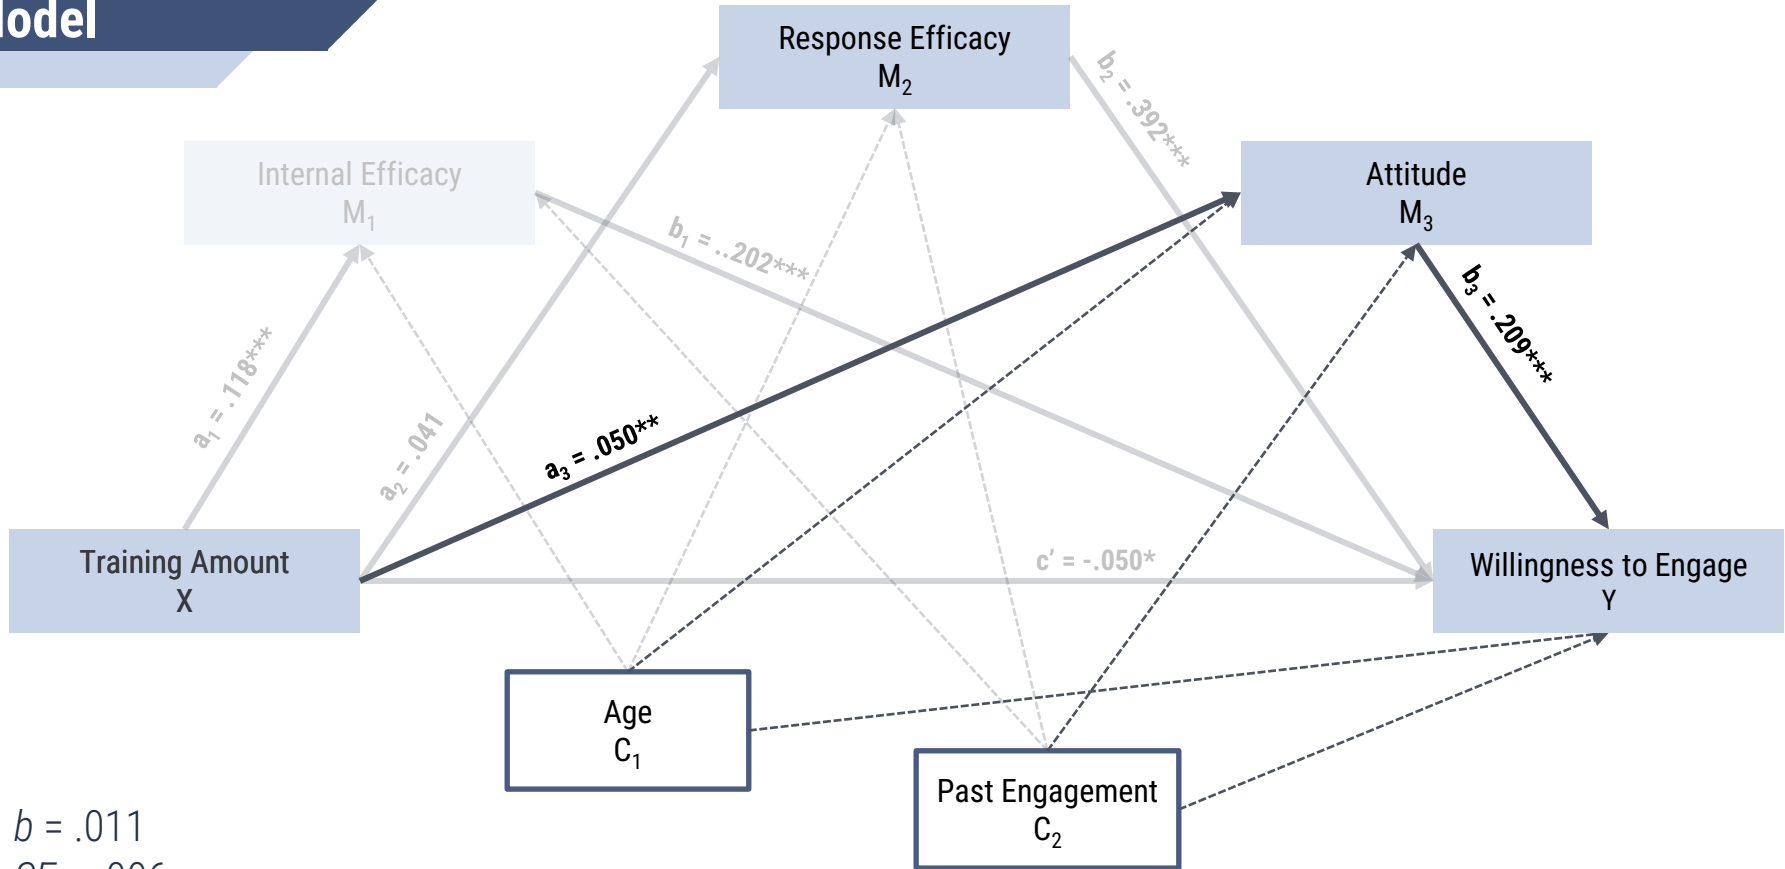 Response Efficacy
M₂
b₂ = .392***
Internal Efficacy
M₁
Attitude
M₃
b₁ = ..202***
b₃ = .209***
a₁ = .118***
a₂ = .041
a₃ = .050**
Training Amount
X
c' = -.050*
Willingness to Engage
Y
Age
C₁
Past Engagement
C₂
b = .011